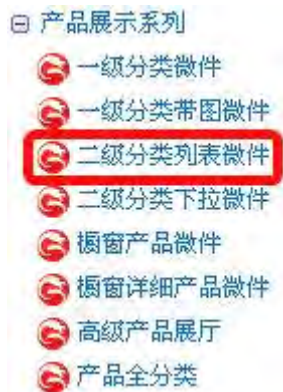 产品展示系列
一级分类微件
一级分类带图微件
二级分类列表微件
二级分类下拉微件
橱窗产品微件
橱窗详细产品微件
高级产品展厅
产品全分类